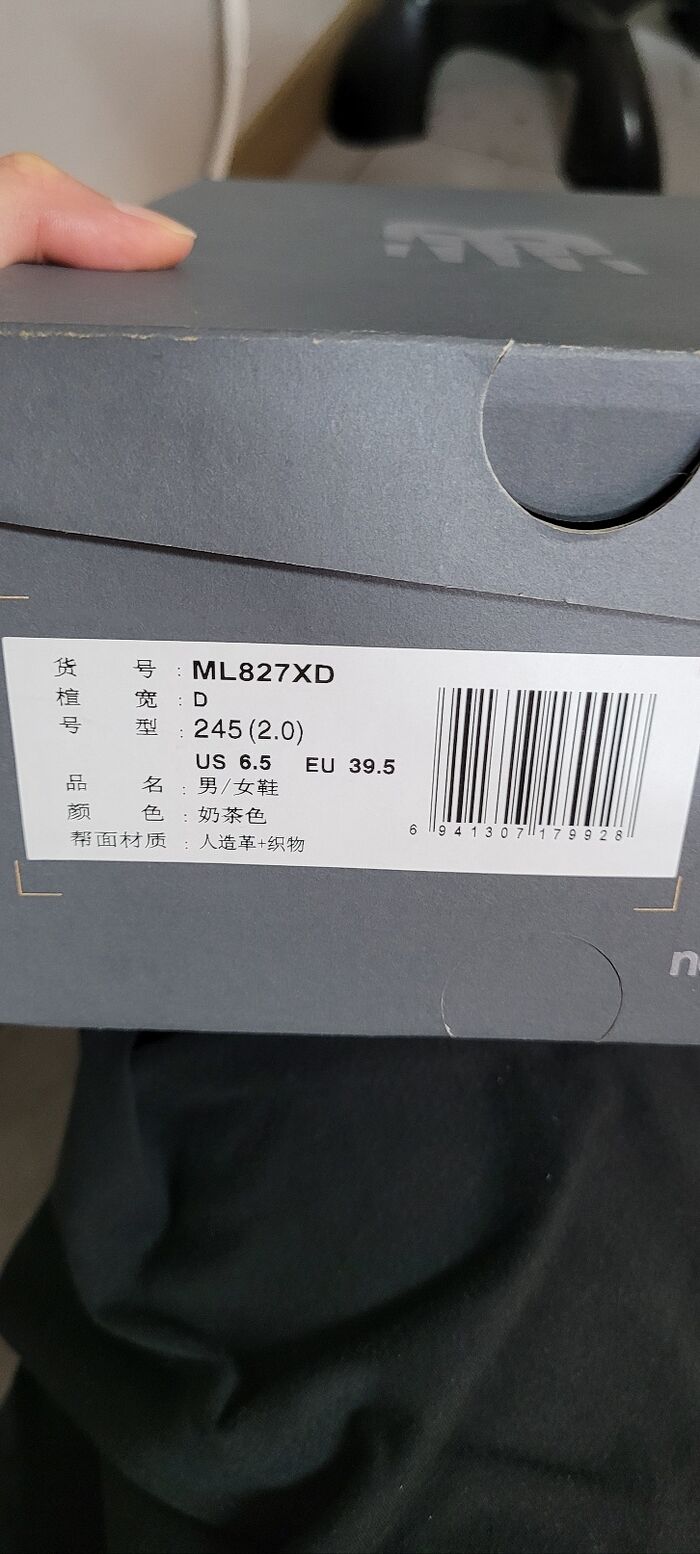 货 号 : ML827XD
楦 宽 : D
号 型 : 245(2.0)
US 6.5 EU 39.5
品 名 : 男/女鞋
颜 色 : 奶茶色
帮面材质 : 人造革+织物
6 941307 179928
n